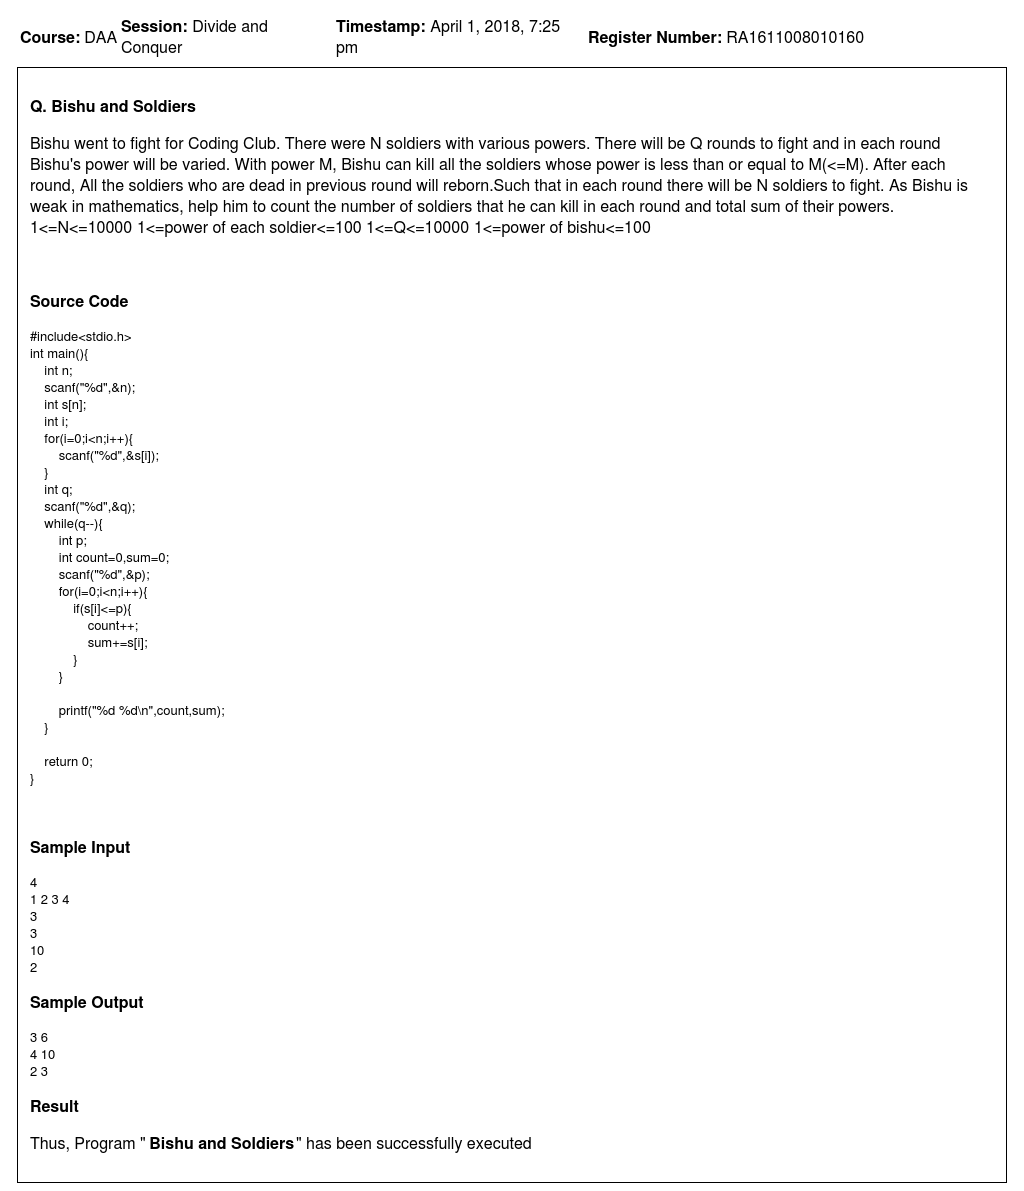 Course: DAA Session: Divide and Conquer Timestamp: April 1, 2018, 7:25 pm Register Number: RA1611008010160
Q. Bishu and Soldiers
Bishu went to fight for Coding Club. There were N soldiers with various powers. There will be Q rounds to fight and in each round
Bishu's power will be varied. With power M, Bishu can kill all the soldiers whose power is less than or equal to M(<=M). After each
round, All the soldiers who are dead in previous round will reborn.Such that in each round there will be N soldiers to fight. As Bishu is
weak in mathematics, help him to count the number of soldiers that he can kill in each round and total sum of their powers.
1<=N<=10000 1<=power of each soldier<=100 1<=Q<=10000 1<=power of bishu<=100
Source Code
#include<stdio.h>
int main(){
    int n;
    scanf("%d",&n);
    int s[n];
    int i;
    for(i=0;i<n;i++){
        scanf("%d",&s[i]);
    }
    int q;
    scanf("%d",&q);
    while(q--){
        int p;
        int count=0,sum=0;
        scanf("%d",&p);
        for(i=0;i<n;i++){
            if(s[i]<=p){
                count++;
                sum+=s[i];
            }
        }
        printf("%d %d\n",count,sum);
    }
    return 0;
}
Sample Input
4
1 2 3 4
3
3
10
2
Sample Output
3 6
4 10
2 3
Result
Thus, Program " Bishu and Soldiers" has been successfully executed